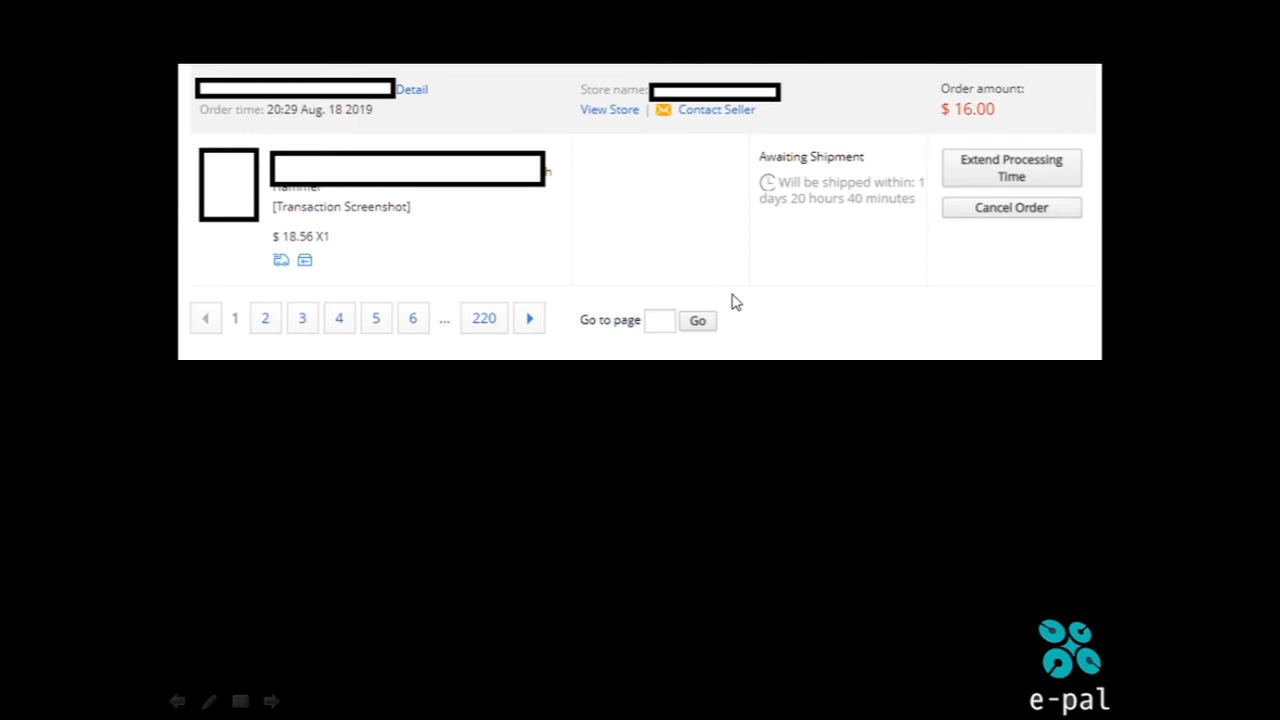 Detail
Order time: 20:29 Aug. 18 2019
Store name:
View Store | Contact Seller
Order amount:
$ 16.00
Hammer
[Transaction Screenshot]
$ 18.56 X1
Awaiting Shipment
Will be shipped within: 1
days 20 hours 40 minutes
Extend Processing
Time
Cancel Order
1 2 3 4 5 6 ... 220
Go to page Go
e-pal